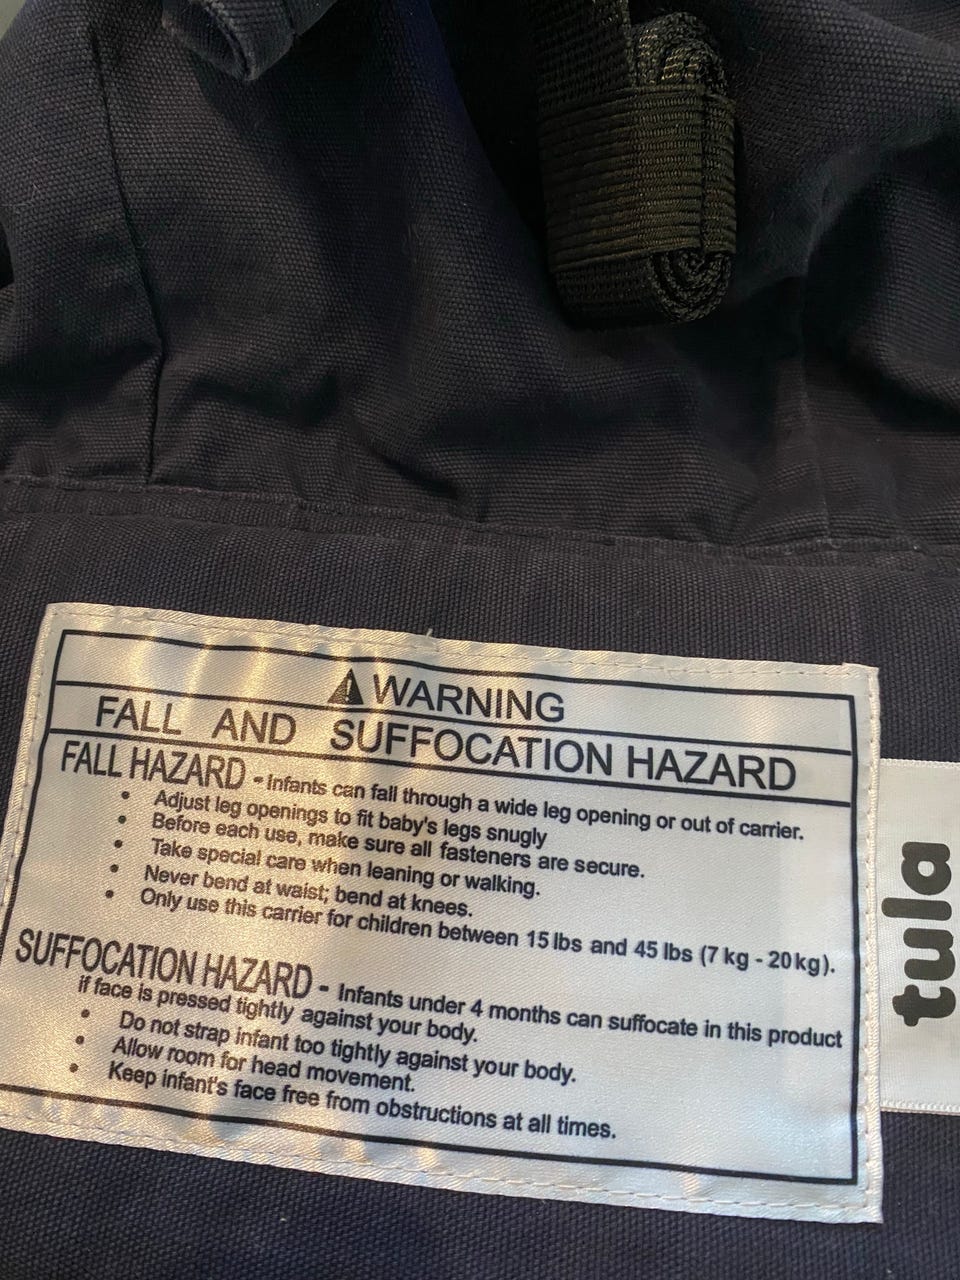 WARNING
FALL AND SUFFOCATION HAZARD
FALL HAZARD - Infants can fall through a wide leg opening or out of carrier.
• Adjust leg openings to fit baby's legs snugly
• Before each use, make sure all fasteners are secure.
• Take special care when leaning or walking.
• Never bend at waist; bend at knees.
• Only use this carrier for children between 15 lbs and 45 lbs (7 kg - 20 kg).
SUFFOCATION HAZARD - Infants under 4 months can suffocate in this product
if face is pressed tightly against your body.
• Do not strap infant too tightly against your body.
• Allow room for head movement.
• Keep infant's face free from obstructions at all times.
tula